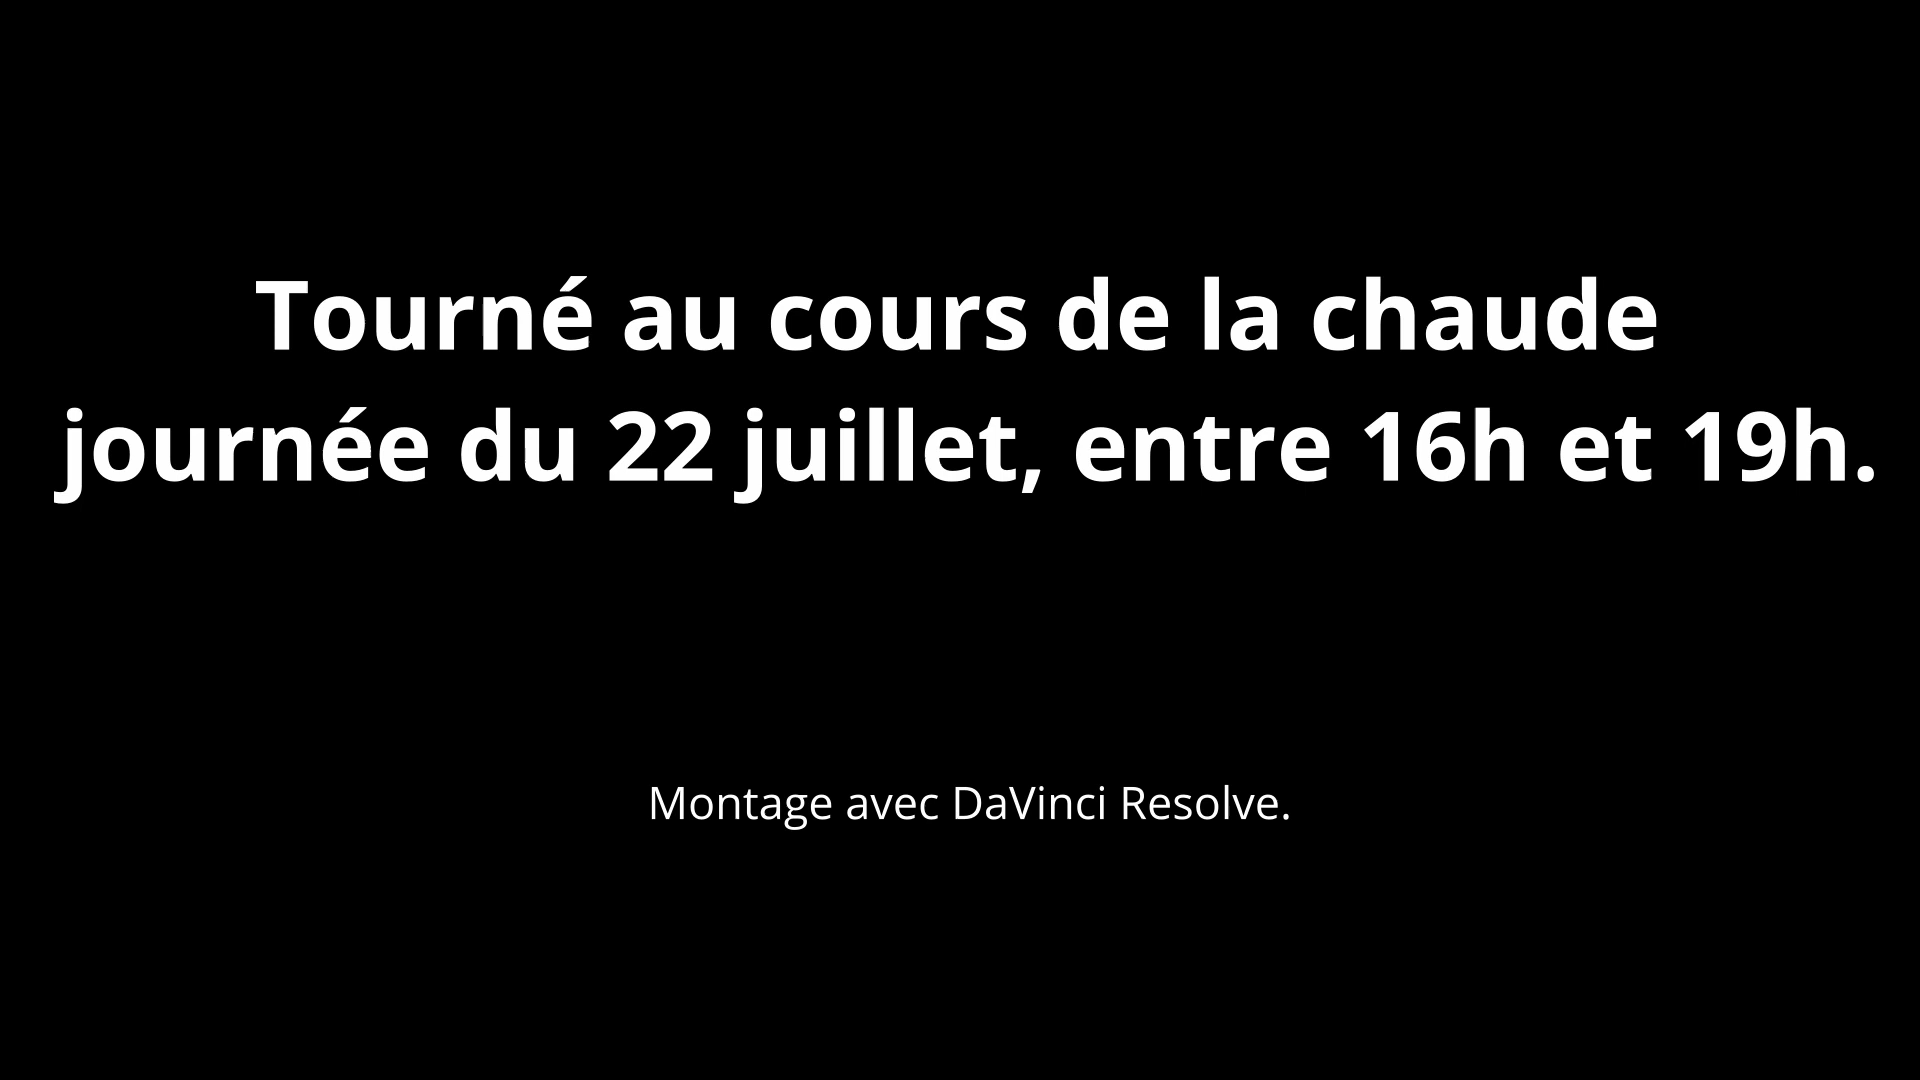 Tourné au cours de la chaude
journée du 22 juillet, entre 16h et 19h.
Montage avec DaVinci Resolve.